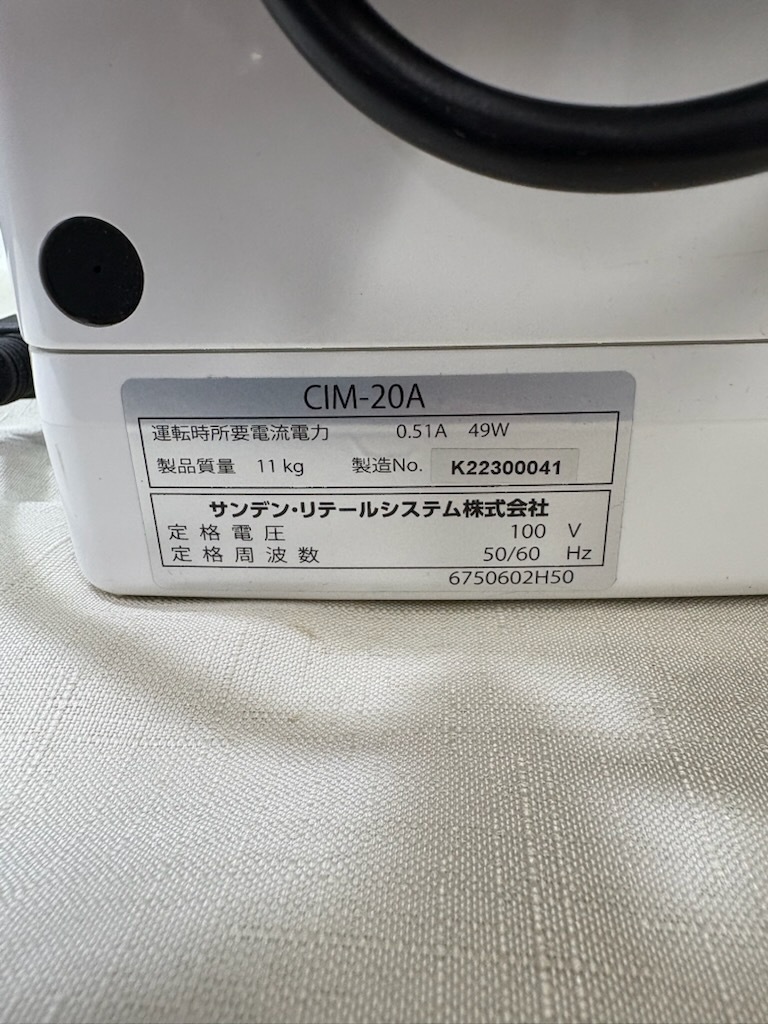 CIM-20A
運転時所要電流電力 0.51A 49W
製品質量 11 kg 製造No. K22300041
サンデン・リテールシステム株式会社
定格電圧 100 V
定格周波数 50/60 Hz
6750602H50